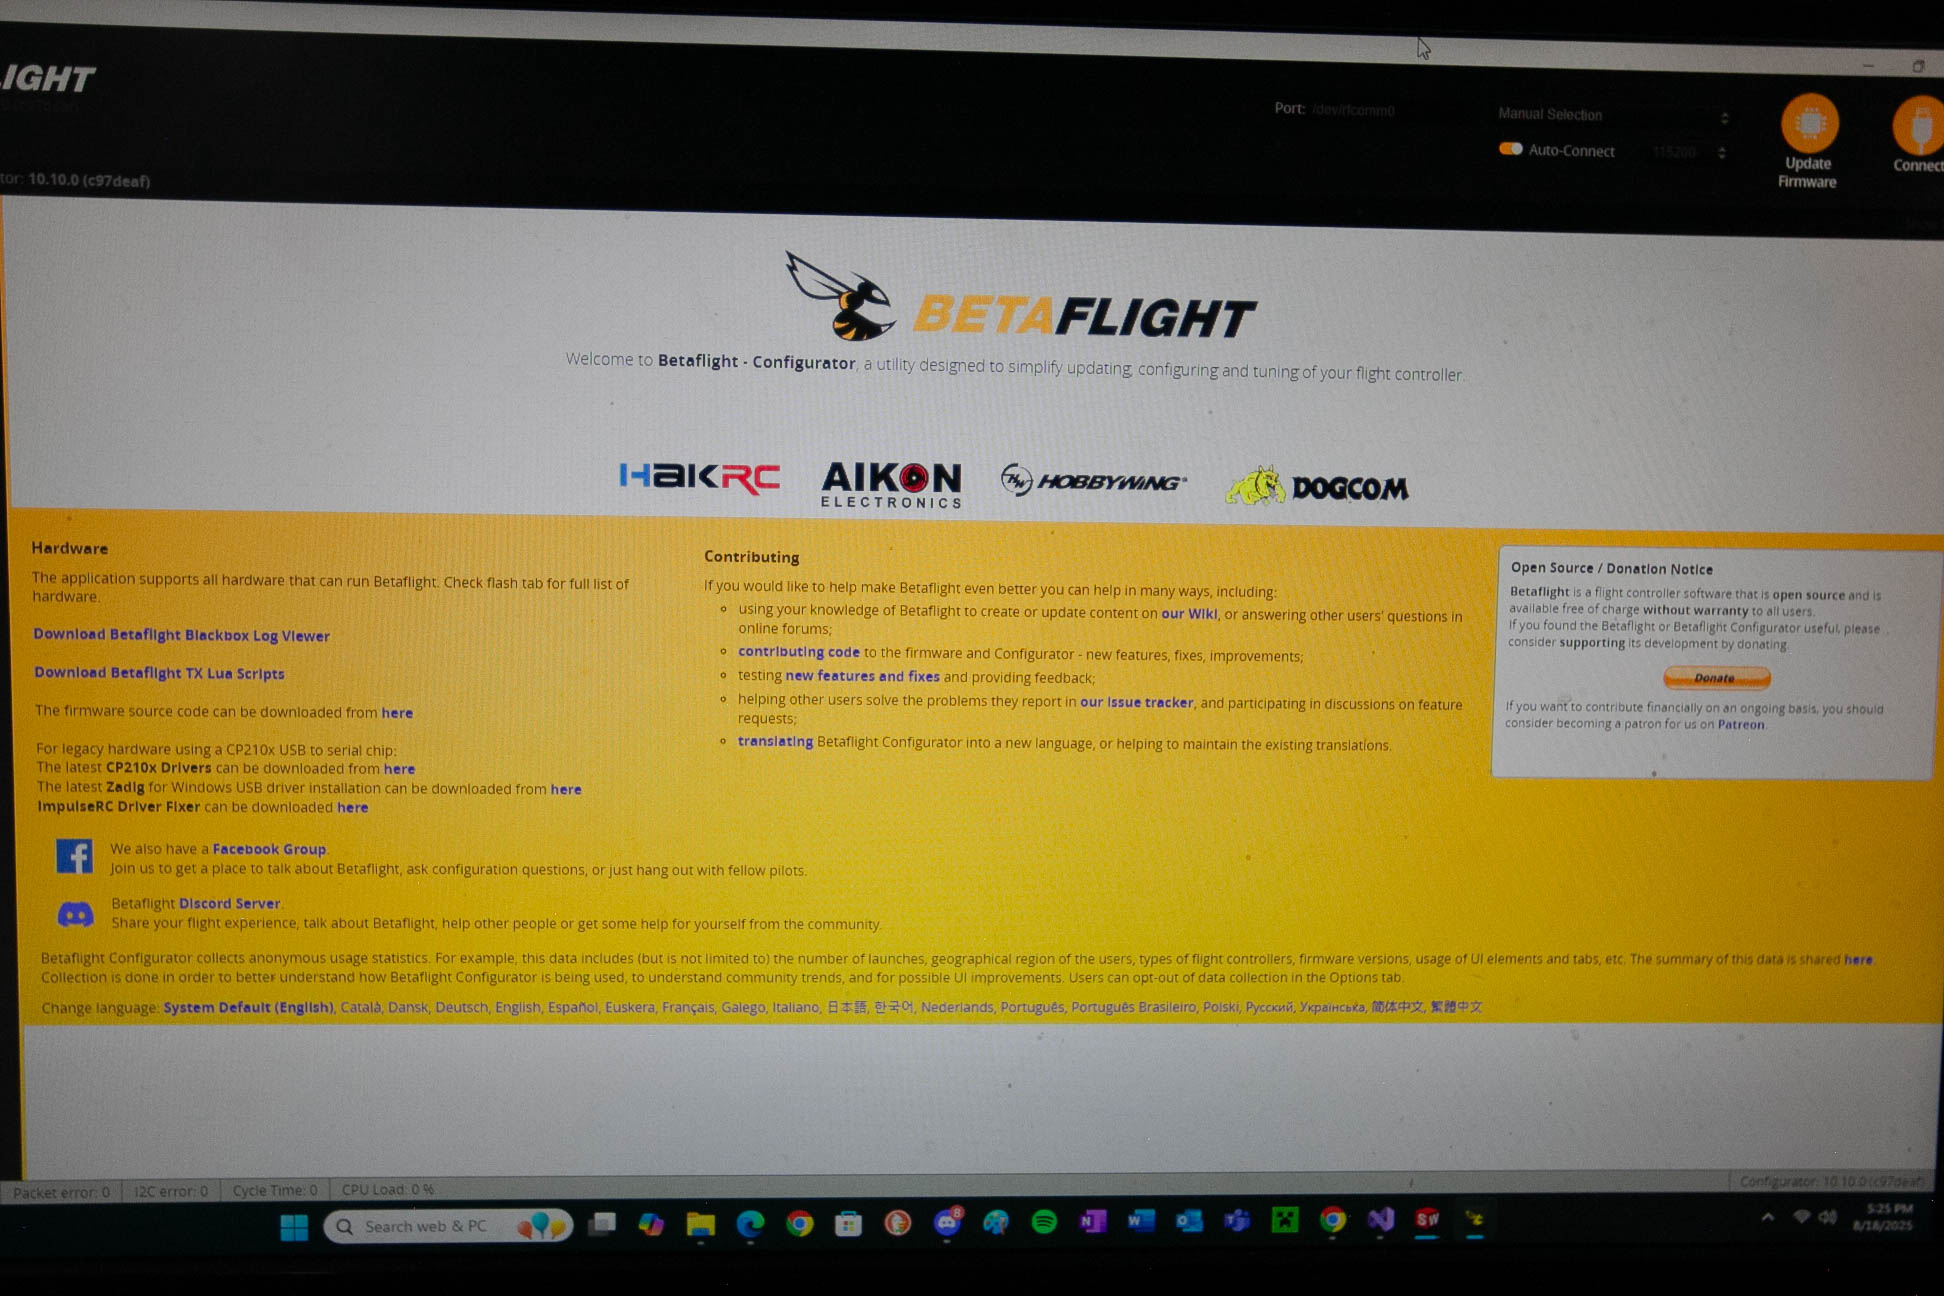 LIGHT
Port: /dev/rfcomm0
Manual Selection
Auto-Connect
115200
Update
Firmware
Connect
tor: 10.10.0 (c97deaf)
BETAFLIGHT
Welcome to Betaflight - Configurator, a utility designed to simplify updating, configuring and tuning of your flight controller.
HAKRC
AIKON
ELECTRONICS
HW HOBBYWING®
DOGCOM
Hardware
The application supports all hardware that can run Betaflight. Check flash tab for full list of
hardware.
Download Betaflight Blackbox Log Viewer
Download Betaflight TX Lua Scripts
The firmware source code can be downloaded from here
For legacy hardware using a CP210x USB to serial chip:
The latest CP210x Drivers can be downloaded from here
The latest Zadig for Windows USB driver installation can be downloaded from here
ImpulseRC Driver Fixer can be downloaded here
We also have a Facebook Group.
Join us to get a place to talk about Betaflight, ask configuration questions, or just hang out with fellow pilots.
Betaflight Discord Server.
Share your flight experience, talk about Betaflight, help other people or get some help for yourself from the community.
Contributing
If you would like to help make Betaflight even better you can help in many ways, including:
using your knowledge of Betaflight to create or update content on our Wiki, or answering other users' questions in
online forums;
contributing code to the firmware and Configurator - new features, fixes, improvements;
testing new features and fixes and providing feedback;
helping other users solve the problems they report in our issue tracker, and participating in discussions on feature
requests;
translating Betaflight Configurator into a new language, or helping to maintain the existing translations.
Open Source / Donation Notice
Betaflight is a flight controller software that is open source and is
available free of charge without warranty to all users.
If you found the Betaflight or Betaflight Configurator useful, please
consider supporting its development by donating.
Donate
If you want to contribute financially on an ongoing basis, you should
consider becoming a patron for us on Patreon.
Betaflight Configurator collects anonymous usage statistics. For example, this data includes (but is not limited to) the number of launches, geographical region of the users, types of flight controllers, firmware versions, usage of UI elements and tabs, etc. The summary of this data is shared here.
Collection is done in order to better understand how Betaflight Configurator is being used, to understand community trends, and for possible UI improvements. Users can opt-out of data collection in the Options tab.
Change language: System Default (English), Català, Dansk, Deutsch, English, Español, Euskera, Français, Galego, Italiano, 日本語, 한국어, Nederlands, Português, Português Brasileiro, Polski, Русский, Українська, 简体中文, 繁體中文
Packet error: 0
I2C error: 0
Cycle Time: 0
CPU Load: 0 %
Configurator: 10.10.0 (c97deaf)
Search web & PC
8
N
W
SW
5:25 PM
8/18/2025